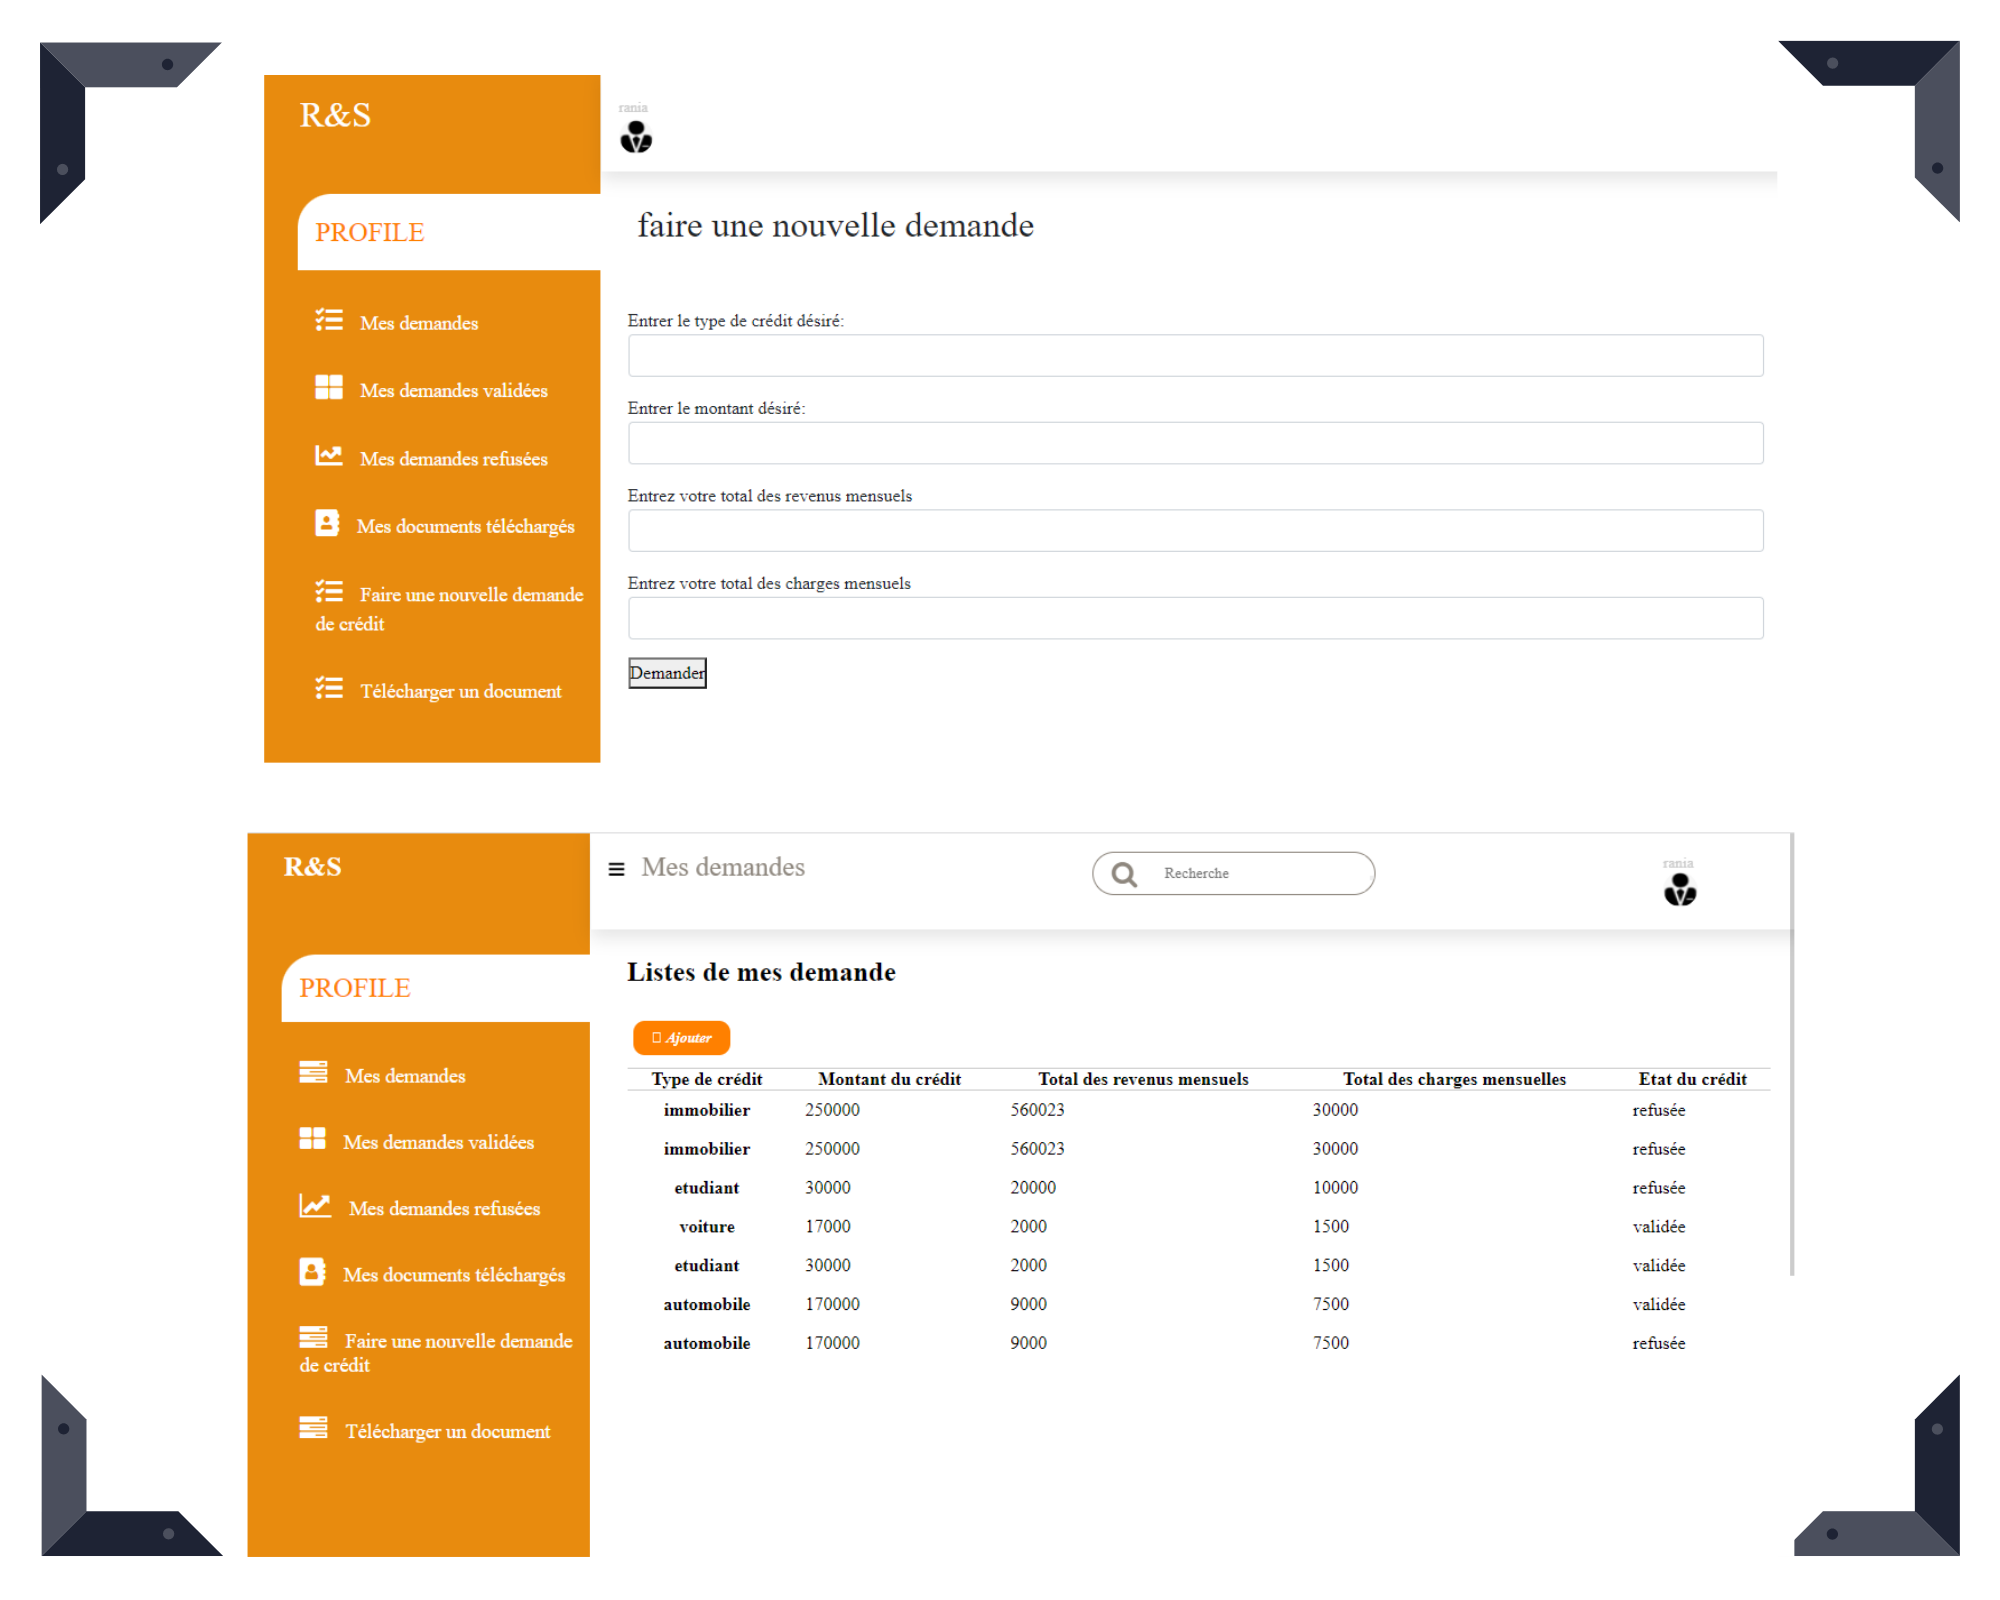 R&S
rania
PROFILE
faire une nouvelle demande
Mes demandes
Mes demandes validées
Mes demandes refusées
Mes documents téléchargés
Faire une nouvelle demande
de crédit
Télécharger un document
Entrer le type de crédit désiré:
Entrer le montant désiré:
Entrez votre total des revenus mensuels
Entrez votre total des charges mensuels
Demander
R&S
Mes demandes
Recherche
rania
PROFILE
Mes demandes
Mes demandes validées
Mes demandes refusées
Mes documents téléchargés
Faire une nouvelle demande
de crédit
Télécharger un document
Listes de mes demande
Ajouter
Type de crédit Montant du crédit Total des revenus mensuels Total des charges mensuelles Etat du crédit
immobilier 250000 560023 30000 refusée
immobilier 250000 560023 30000 refusée
etudiant 30000 20000 10000 refusée
voiture 17000 2000 1500 validée
etudiant 30000 2000 1500 validée
automobile 170000 9000 7500 validée
automobile 170000 9000 7500 refusée